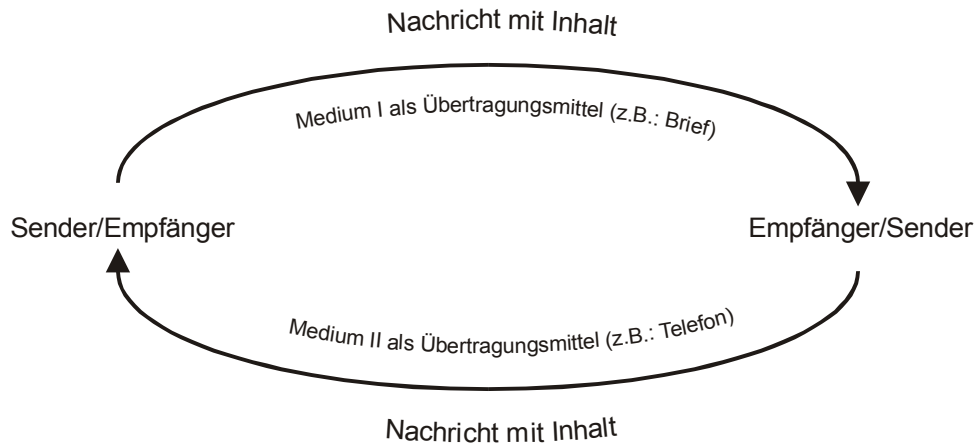 Nachricht mit Inhalt
Medium I als Übertragungsmittel (z.B.: Brief)
Sender/Empfänger
Empfänger/Sender
Medium II als Übertragungsmittel (z.B.: Telefon)
Nachricht mit Inhalt